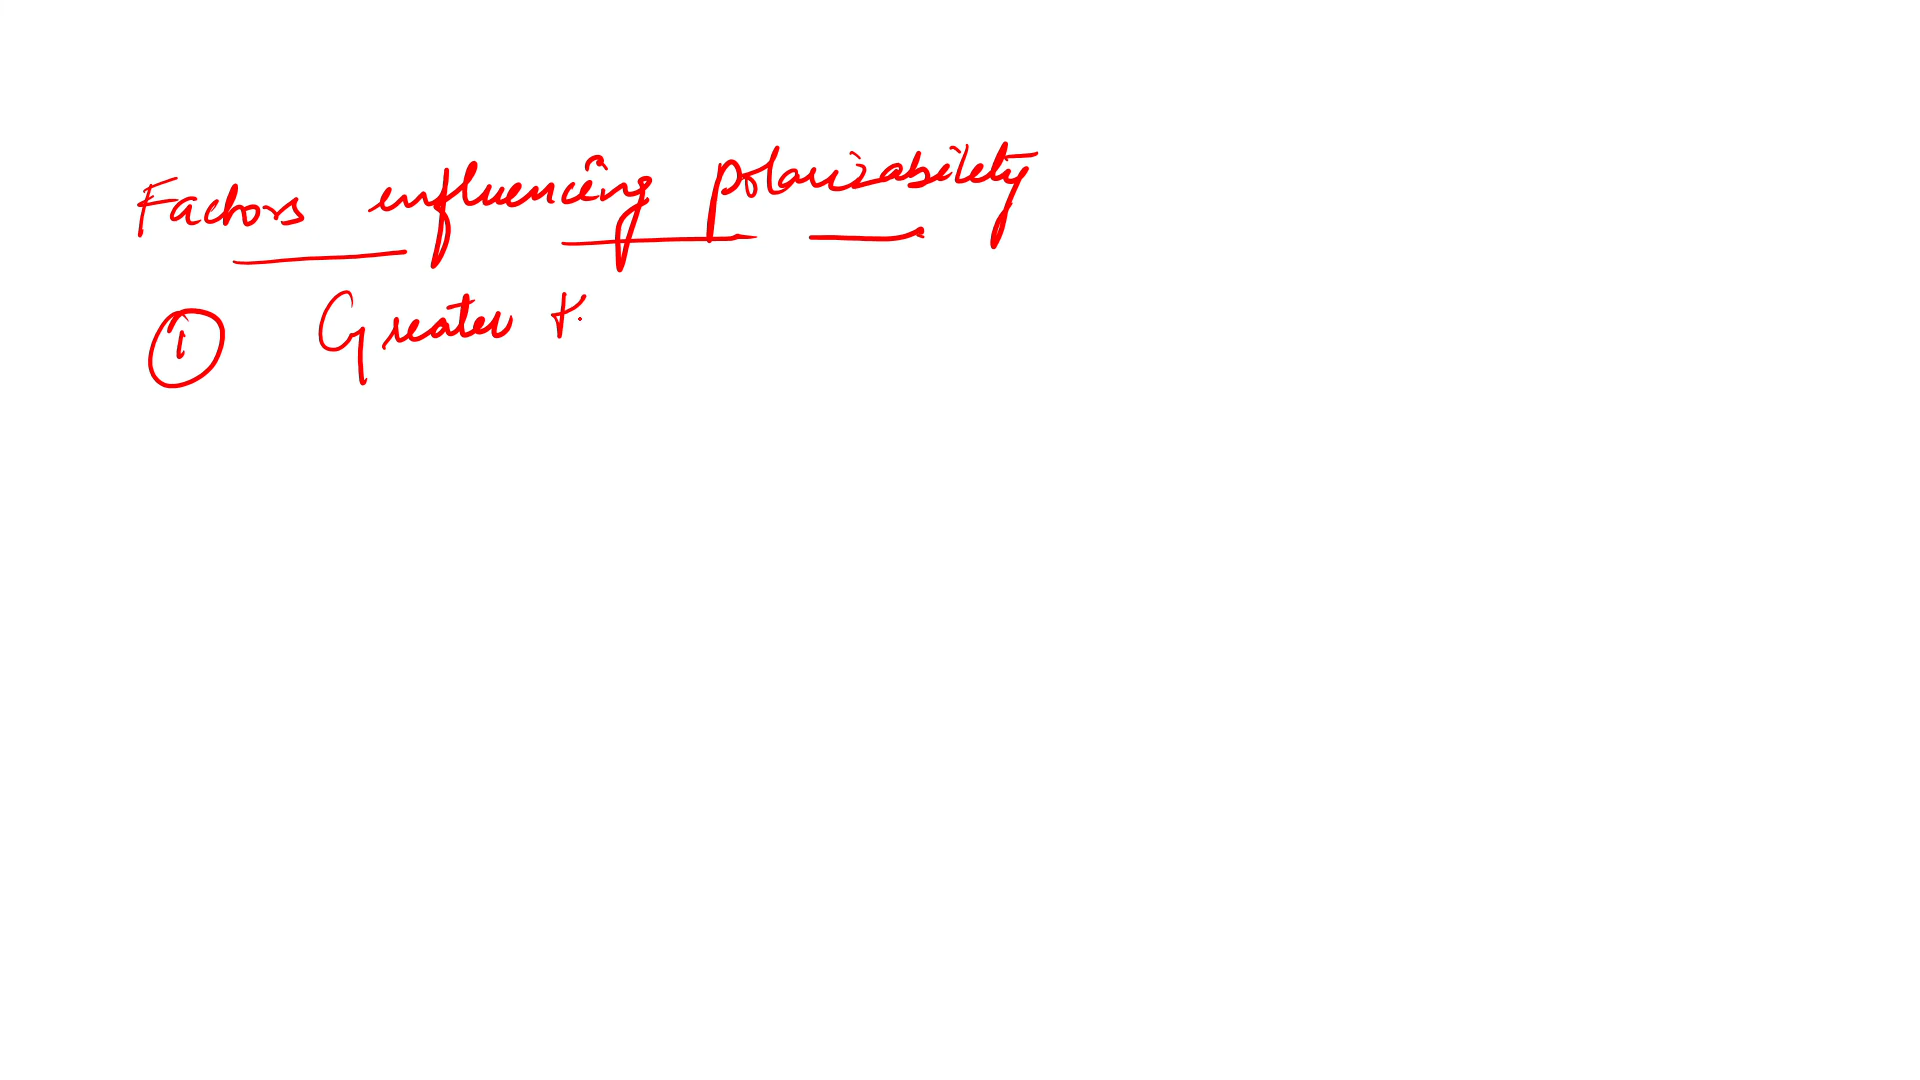 Factors influencing polarizability
① Greater